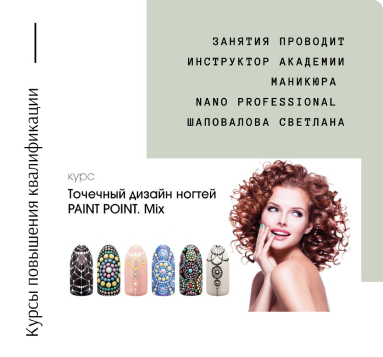 Курсы повышения квалификации
ЗАНЯТИЯ ПРОВОДИТ
ИНСТРУКТОР АКАДЕМИИ
МАНИКЮРА
NANO PROFESSIONAL
ШАПОВАЛОВА СВЕТЛАНА
курс
Точечный дизайн ногтей
PAINT POINT. Mix